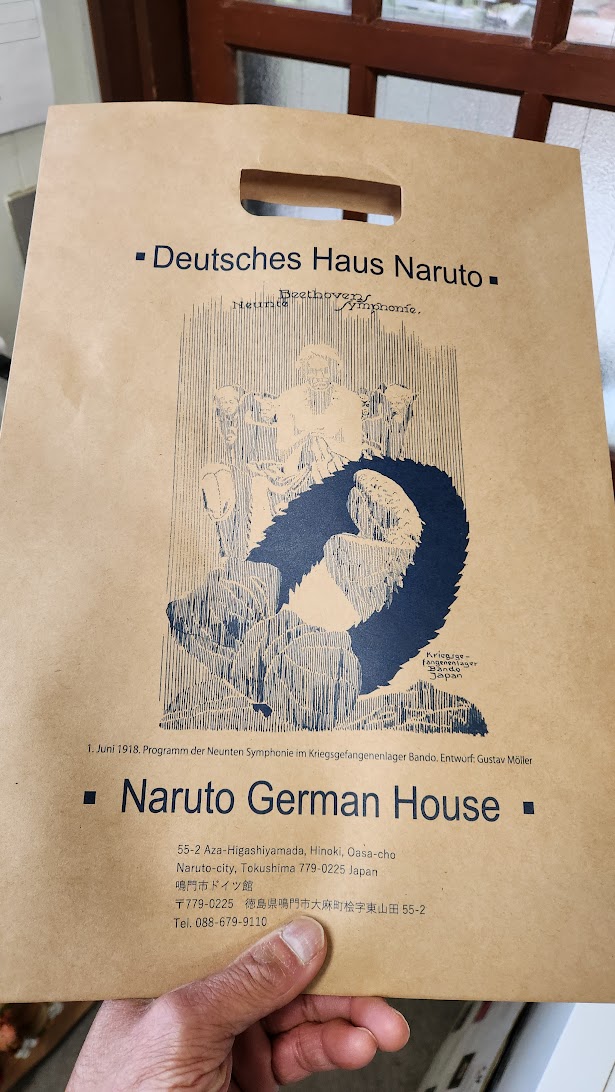 ▪Deutsches Haus Naruto▪
Beethovens
Neunte Symphonie.
Kriegsge-
fangenenlager
Bando
Japan
1. Juni 1918. Programm der Neunten Symphonie im Kriegsgefangenenlager Bando. Entwurf: Gustav Möller
▪ Naruto German House ▪
55-2 Aza-Higashiyamada, Hinoki, Oasa-cho
Naruto-city, Tokushima 779-0225 Japan
鳴門市ドイツ館
〒779-0225 徳島県鳴門市大麻町桧字東山田 55-2
Tel. 088-679-9110